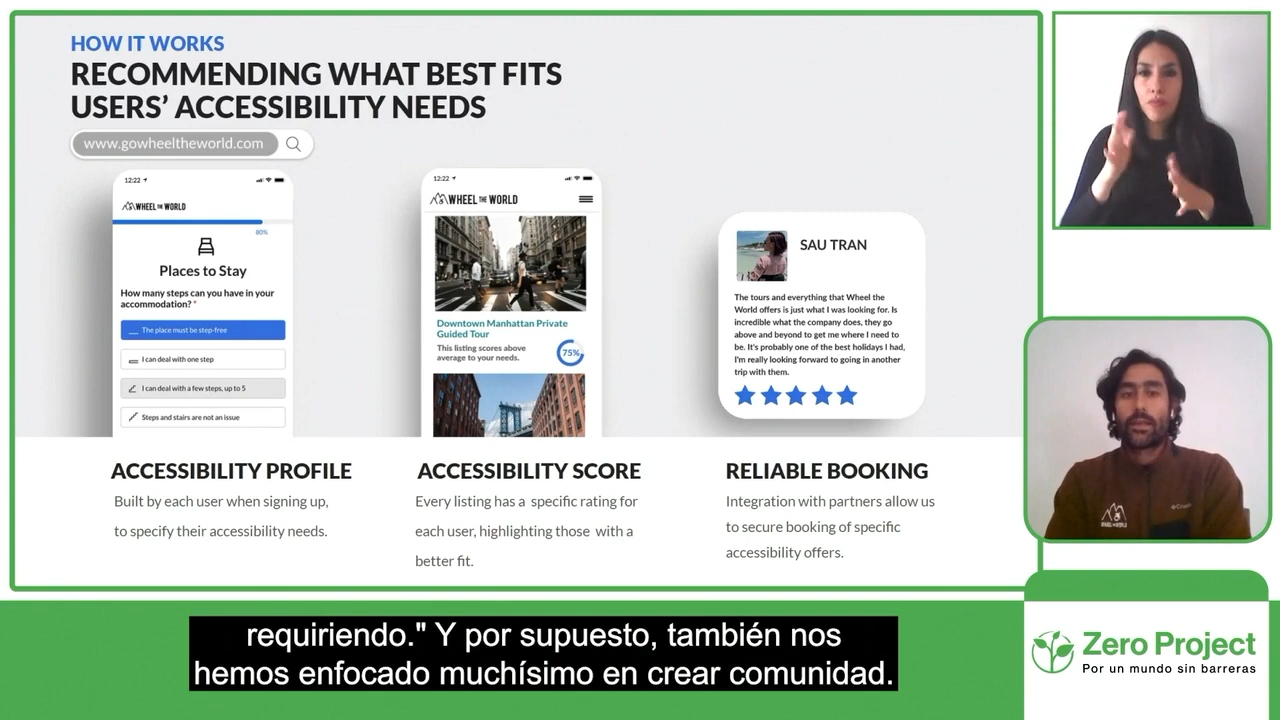 HOW IT WORKS
RECOMMENDING WHAT BEST FITS
USERS’ ACCESSIBILITY NEEDS
www.gowheeltheworld.com
12:22
WHEEL THE WORLD
80%
Places to Stay
How many steps can you have in your
accommodation? *
The place must be step-free
I can deal with one step
I can deal with a few steps, up to 5
Steps and stairs are not an issue
12:22
WHEEL THE WORLD
Downtown Manhattan Private
Guided Tour
This listing scores above
average to your needs.
75%
SAU TRAN
The tours and everything that Wheel the
World offers is just what I was looking for. Is
incredible what the company does, they go
above and beyond to get me where I need to
be. It's probably one of the best holidays I had,
I'm really looking forward to going in another
trip with them.
ACCESSIBILITY PROFILE
Built by each user when signing up,
to specify their accessibility needs.
ACCESSIBILITY SCORE
Every listing has a specific rating for
each user, highlighting those with a
better fit.
RELIABLE BOOKING
Integration with partners allow us
to secure booking of specific
accessibility offers.
WHEEL THE WORLD
Columbia
requiriendo." Y por supuesto, también nos
hemos enfocado muchísimo en crear comunidad.
Zero Project
Por un mundo sin barreras